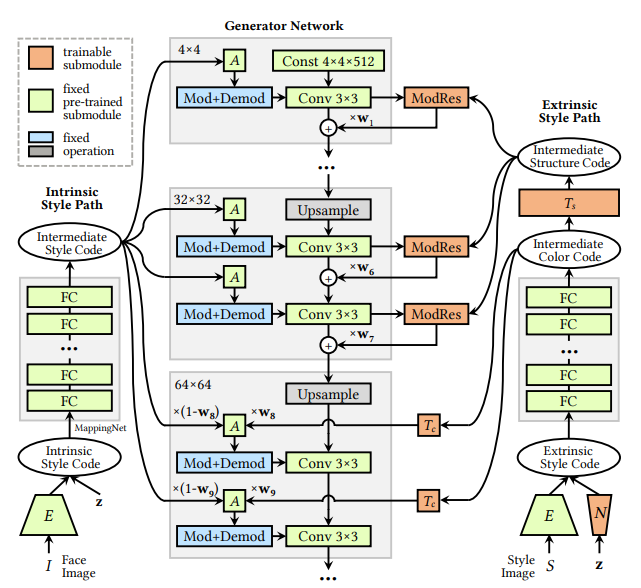 Generator Network
trainable
submodule
fixed
pre-trained
submodule
fixed
operation
4×4
A
Const 4×4×512
Mod+Demod
Conv 3×3
ModRes
+
×w1
...
32×32
A
Upsample
Mod+Demod
Conv 3×3
ModRes
A
+
×w6
Mod+Demod
Conv 3×3
ModRes
×w7
+
64×64
Upsample
×(1-w8)
A
×w8
Tc
Mod+Demod
Conv 3×3
×(1-w9)
A
×w9
Tc
Mod+Demod
Conv 3×3
...
Intrinsic
Style Path
Intermediate
Style Code
FC
FC
...
FC
FC
MappingNet
Intrinsic
Style Code
z
E
I
Face
Image
Extrinsic
Style Path
Intermediate
Structure Code
Ts
Intermediate
Color Code
FC
FC
...
FC
FC
Extrinsic
Style Code
E
N
Style
Image
S
z